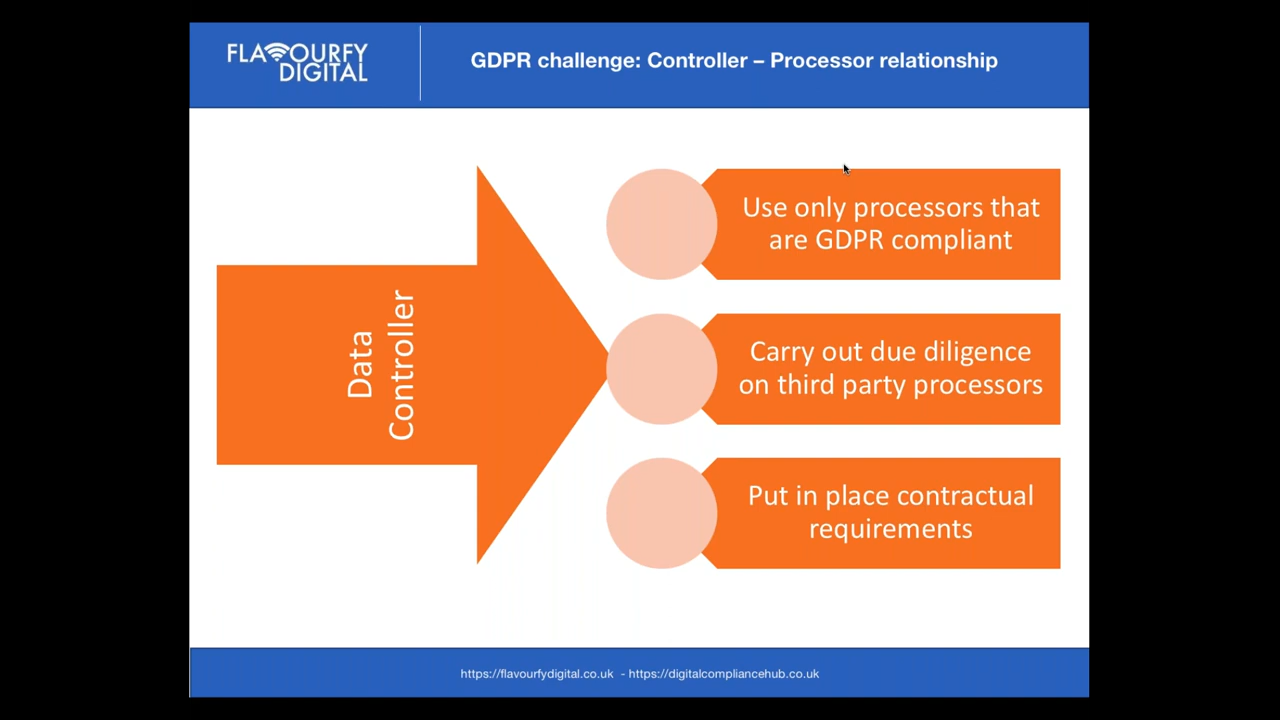 FLAVOURFY
DIGITAL
GDPR challenge: Controller – Processor relationship
Data
Controller
Use only processors that
are GDPR compliant
Carry out due diligence
on third party processors
Put in place contractual
requirements
https://flavourfydigital.co.uk - https://digitalcompliancehub.co.uk